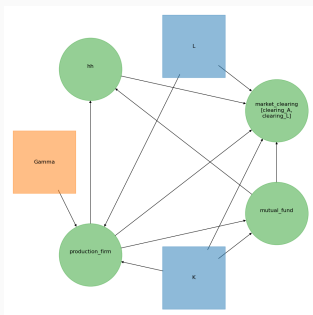 L
hh
market_clearing
[clearing_A,
clearing_L]
Gamma
mutual_fund
production_firm
K